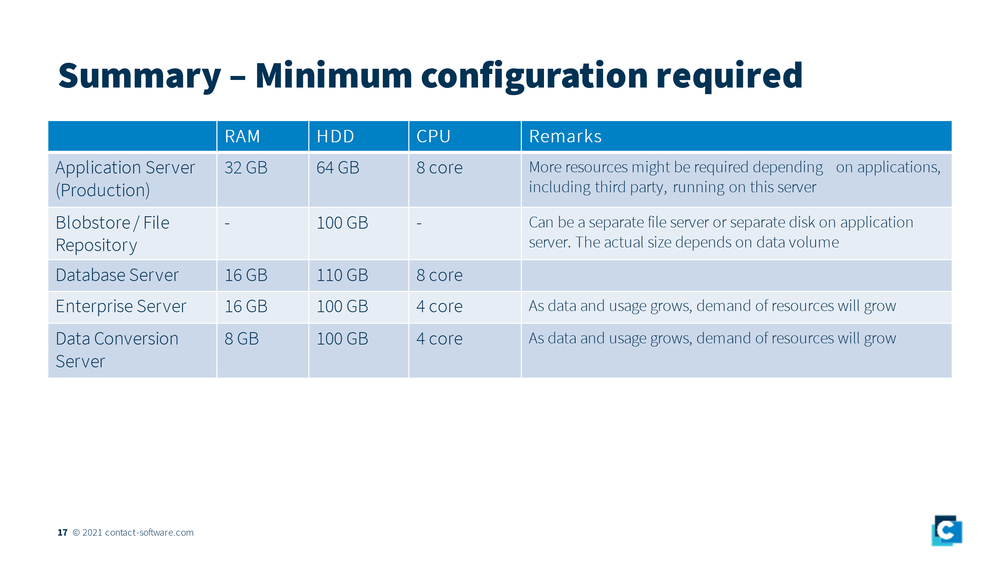 Summary – Minimum configuration required
RAM HDD CPU Remarks
Application Server 32 GB 64 GB 8 core More resources might be required depending on applications,
(Production) including third party, running on this server
Blobstore / File - 100 GB - Can be a separate file server or separate disk on application
Repository server. The actual size depends on data volume
Database Server 16 GB 110 GB 8 core
Enterprise Server 16 GB 100 GB 4 core As data and usage grows, demand of resources will grow
Data Conversion 8 GB 100 GB 4 core As data and usage grows, demand of resources will grow
Server
17 © 2021 contact-software.com
C